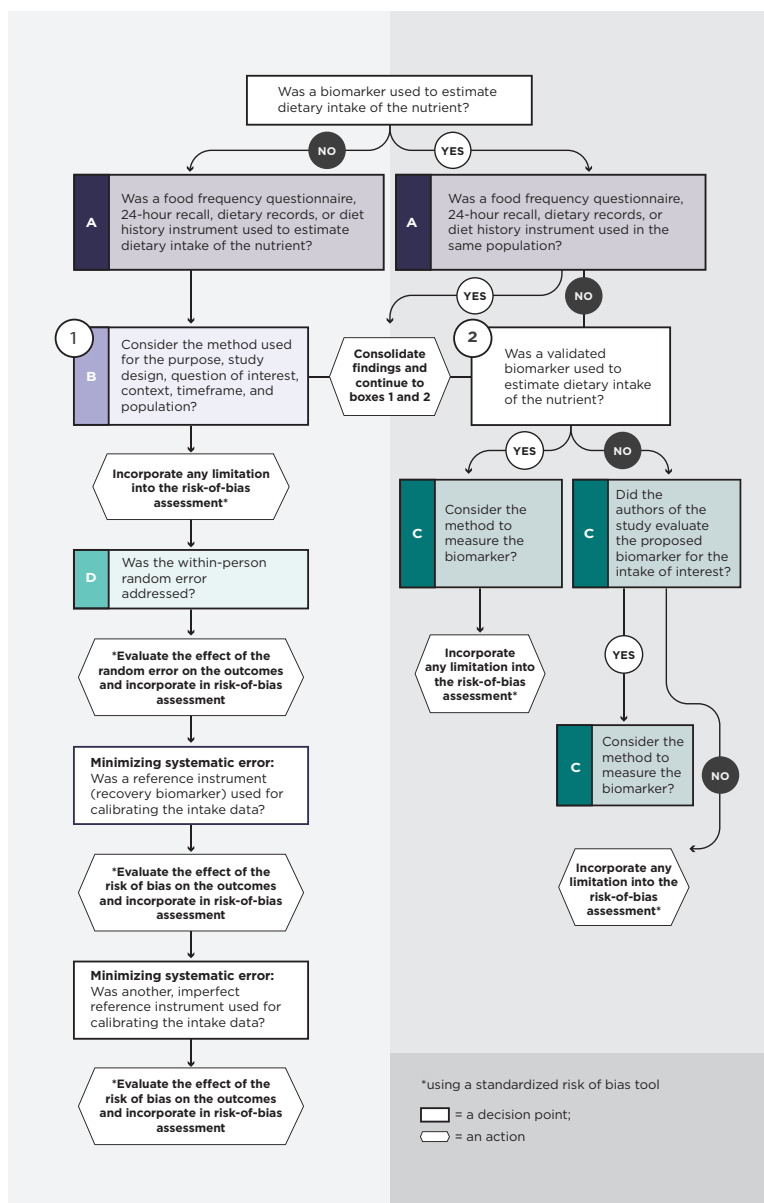 Was a biomarker used to estimate
dietary intake of the nutrient?
NO
YES
A
Was a food frequency questionnaire,
24-hour recall, dietary records, or diet
history instrument used to estimate
dietary intake of the nutrient?
A
Was a food frequency questionnaire,
24-hour recall, dietary records, or
diet history instrument used in the
same population?
YES
NO
1
B
Consider the method used
for the purpose, study
design, question of interest,
context, timeframe, and
population?
Consolidate
findings and
continue to
boxes 1 and 2
2
Was a validated
biomarker used to
estimate dietary intake
of the nutrient?
YES
NO
Incorporate any limitation
into the risk-of-bias
assessment*
C
Consider the
method to
measure the
biomarker?
C
Did the
authors of the
study evaluate
the proposed
biomarker for the
intake of interest?
D
Was the within-person
random error
addressed?
*Evaluate the effect of the
random error on the outcomes
and incorporate in risk-of-bias
assessment
Incorporate
any limitation into
the risk-of-bias
assessment*
YES
C
Consider the
method to
measure the
biomarker?
NO
Minimizing systematic error:
Was a reference instrument
(recovery biomarker) used for
calibrating the intake data?
*Evaluate the effect of the
risk of bias on the outcomes
and incorporate in risk-of-bias
assessment
Incorporate any
limitation into the
risk-of-bias
assessment*
Minimizing systematic error:
Was another, imperfect
reference instrument used for
calibrating the intake data?
*Evaluate the effect of the
risk of bias on the outcomes
and incorporate in risk-of-bias
assessment
*using a standardized risk of bias tool
= a decision point;
= an action